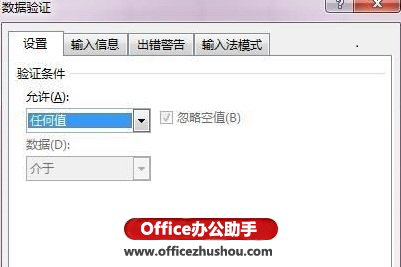 数据验证
设置 输入信息 出错警告 输入法模式
验证条件
允许(A):
任何值 忽略空值(B)
数据(D):
介于
Office办公助手
www.officezhushou.com